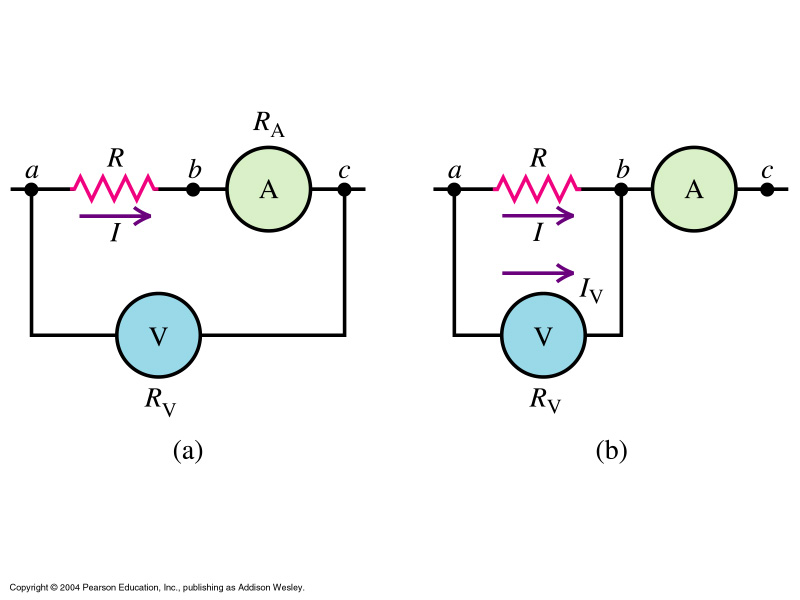 R_A
a R b A c
I
V
R_V
(a)
a R b A c
I
I_V
V
R_V
(b)
Copyright © 2004 Pearson Education, Inc., publishing as Addison Wesley.